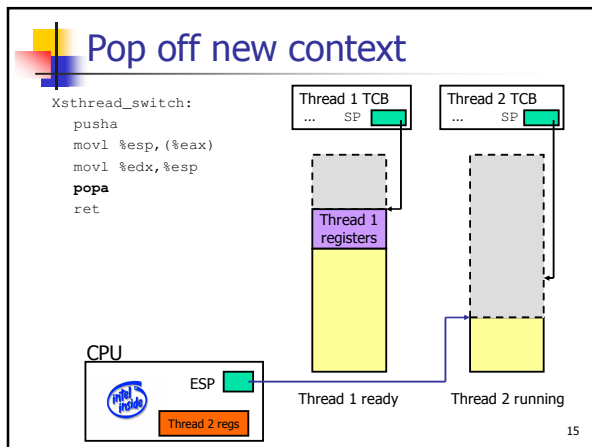 Pop off new context
Xsthread_switch:
pusha
movl %esp,(%eax)
movl %edx,%esp
popa
ret
Thread 1 TCB
... SP
Thread 2 TCB
... SP
Thread 1
registers
CPU
ESP
intel
inside
Thread 2 regs
Thread 1 ready
Thread 2 running
15